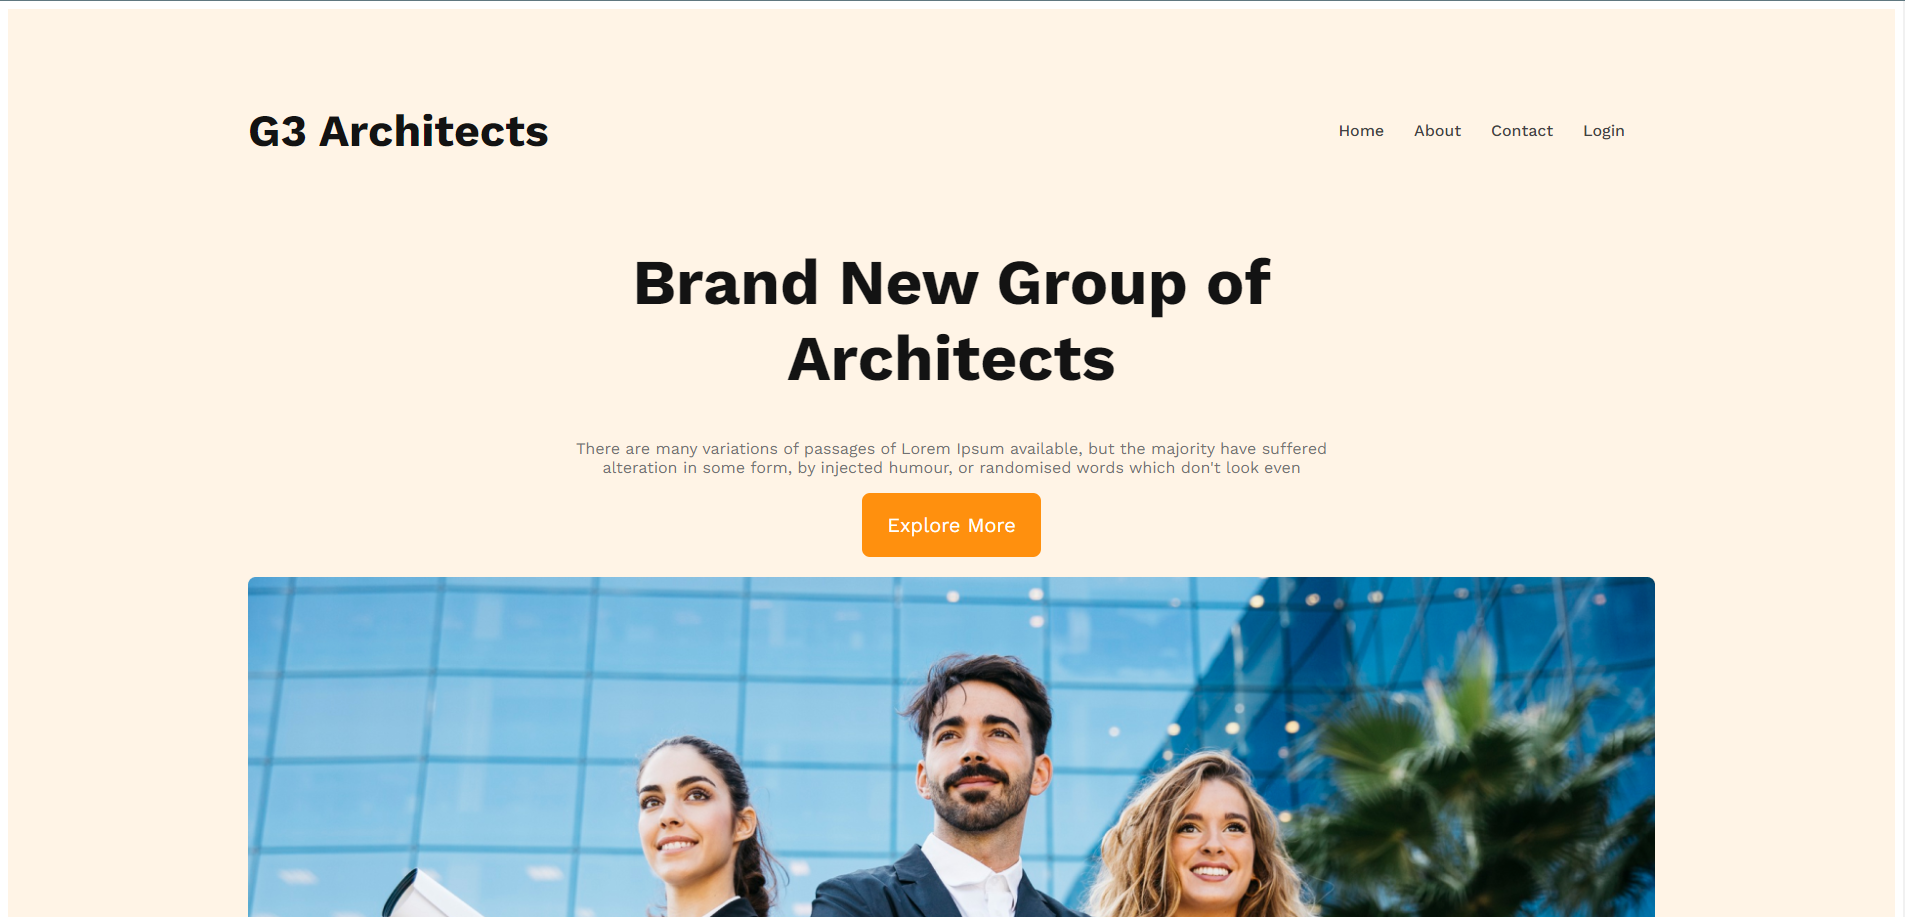 G3 Architects
Home About Contact Login
Brand New Group of
Architects
There are many variations of passages of Lorem Ipsum available, but the majority have suffered
alteration in some form, by injected humour, or randomised words which don't look even
Explore More